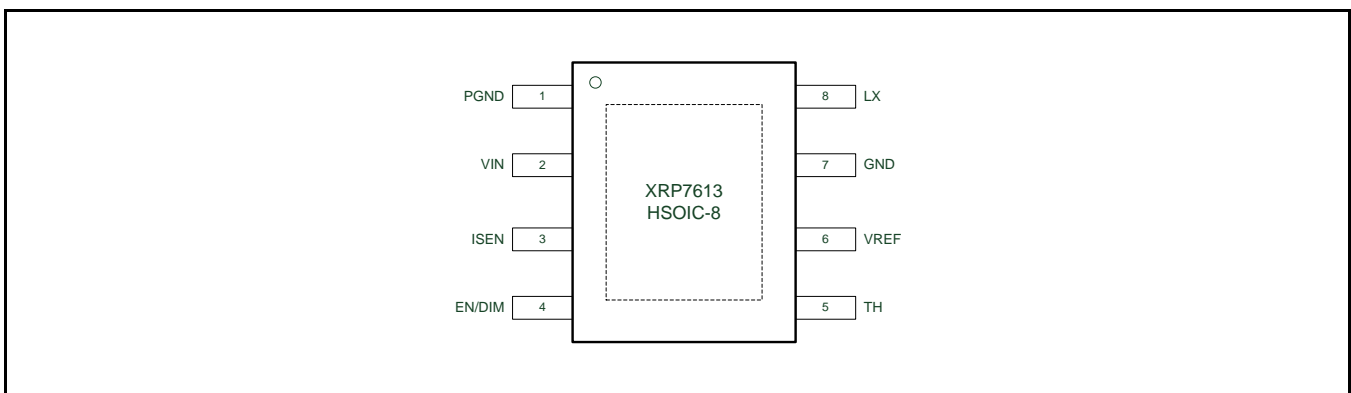 PGND 1 8 LX
VIN 2 7 GND
XRP7613
HSOIC-8
ISEN 3 6 VREF
EN/DIM 4 5 TH